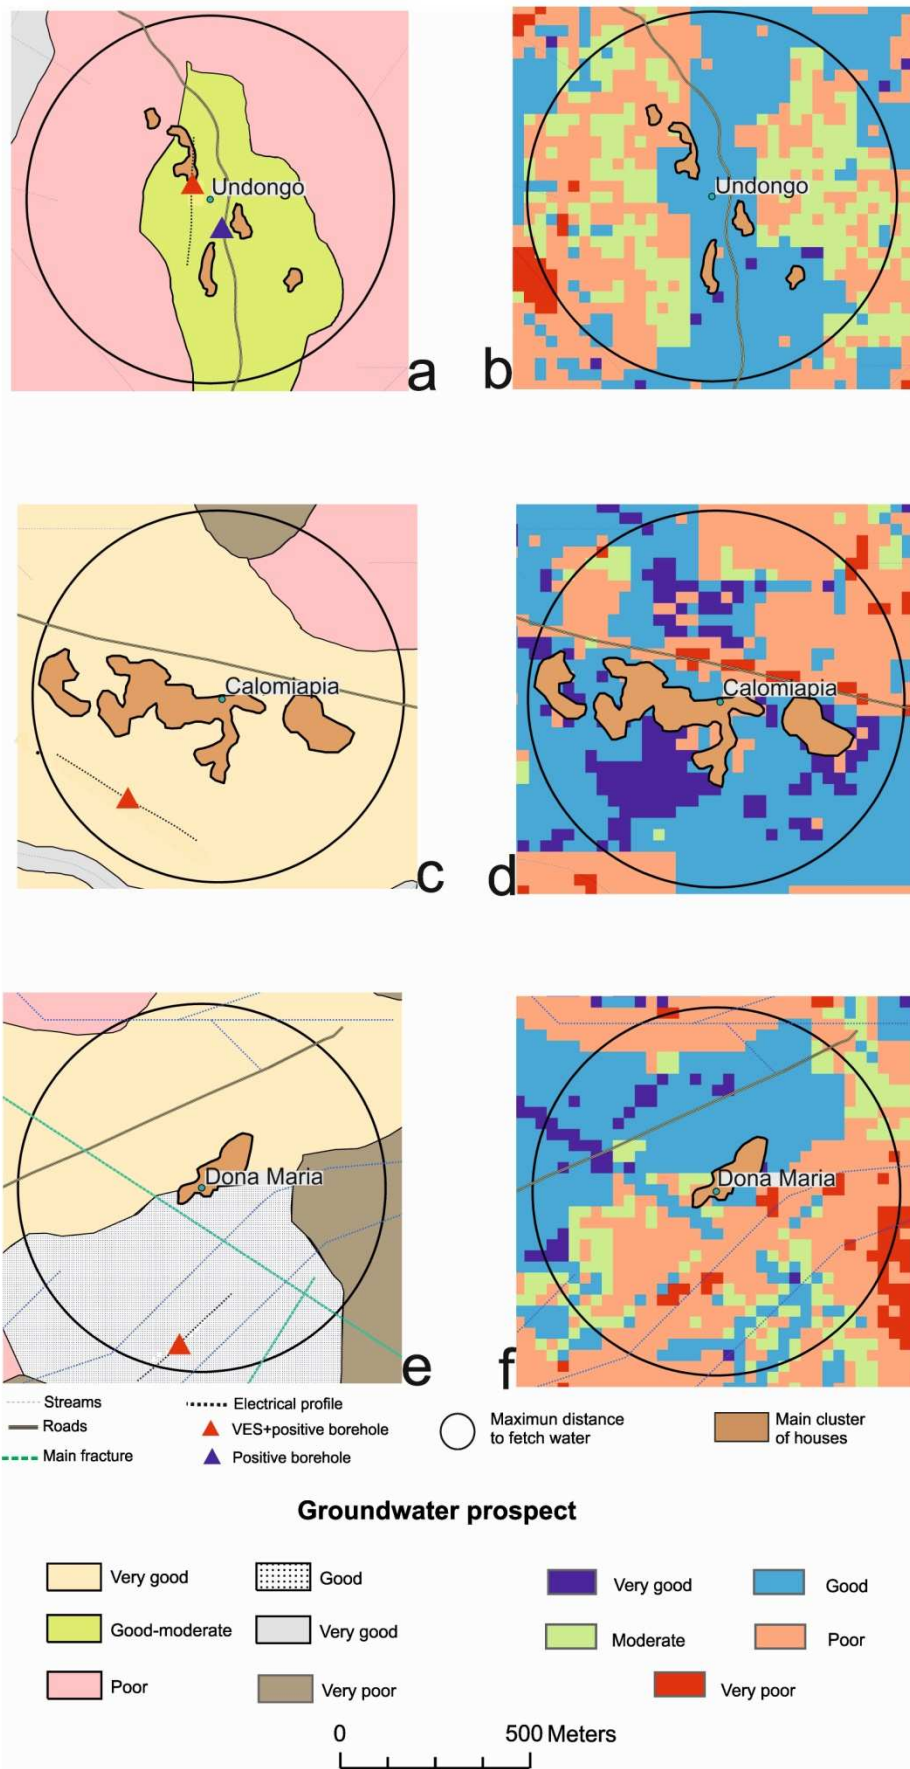 Undongo
Undongo
a
b
Calomiapia
Calomiapia
c
d
Dona Maria
Dona Maria
e
f
Streams
Roads
Main fracture
Electrical profile
VES+positive borehole
Positive borehole
Maximun distance
to fetch water
Main cluster
of houses
Groundwater prospect
Very good
Good
Very good
Good
Good-moderate
Very good
Moderate
Poor
Poor
Very poor
Very poor
0
500 Meters